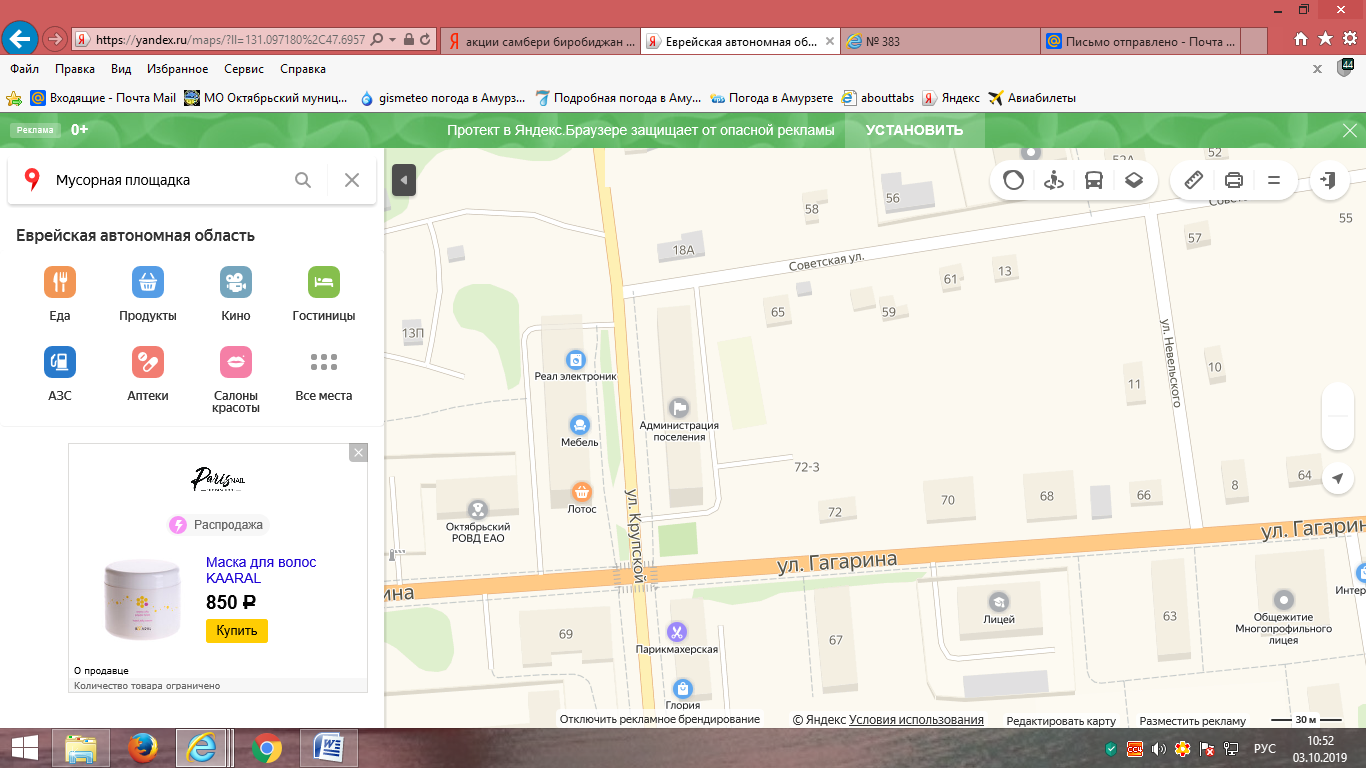 https://yandex.ru/maps/?ll=131.097180%2C47.6957
акции самбери биробиджан ...
Еврейская автономная об...
№ 383
Письмо отправлено - Почта ...
Файл Правка Вид Избранное Сервис Справка
44
Входящие - Почта Mail
МО Октябрьский муниц...
gismeteo погода в Амурз...
Подробная погода в Аму...
Погода в Амурзете
abouttabs
Яндекс
Авиабилеты
Реклама 0+ Протект в Яндекс.Браузере защищает от опасной рекламы УСТАНОВИТЬ
Мусорная площадка
Еврейская автономная область
Еда Продукты Кино Гостиницы
АЗС Аптеки Салоны красоты Все места
Paris NAIL
Распродажа
Маска для волос
KAARAL
850 ₽
Купить
О продавце
Количество товара ограничено
52А
52
58
56
Советс
55
57
18А
Советская ул.
61
13
65
59
13П
Реал электроник
ул. Невельского
10
11
Администрация
поселения
Мебель
72-3
Лотос
ул. Крупской
Октябрьский
РОВД ЕАО
72
70
68
66
8
64
ул. Гагарина
ул. Гагарин
ина
69
Парикмахерская
67
Лицей
63
Общежитие
Многопрофильного
лицея
Интер
Глория
Отключить рекламное брендирование
© Яндекс Условия использования
Редактировать карту
Разместить рекламу
30 м
РУС
10:52
03.10.2019